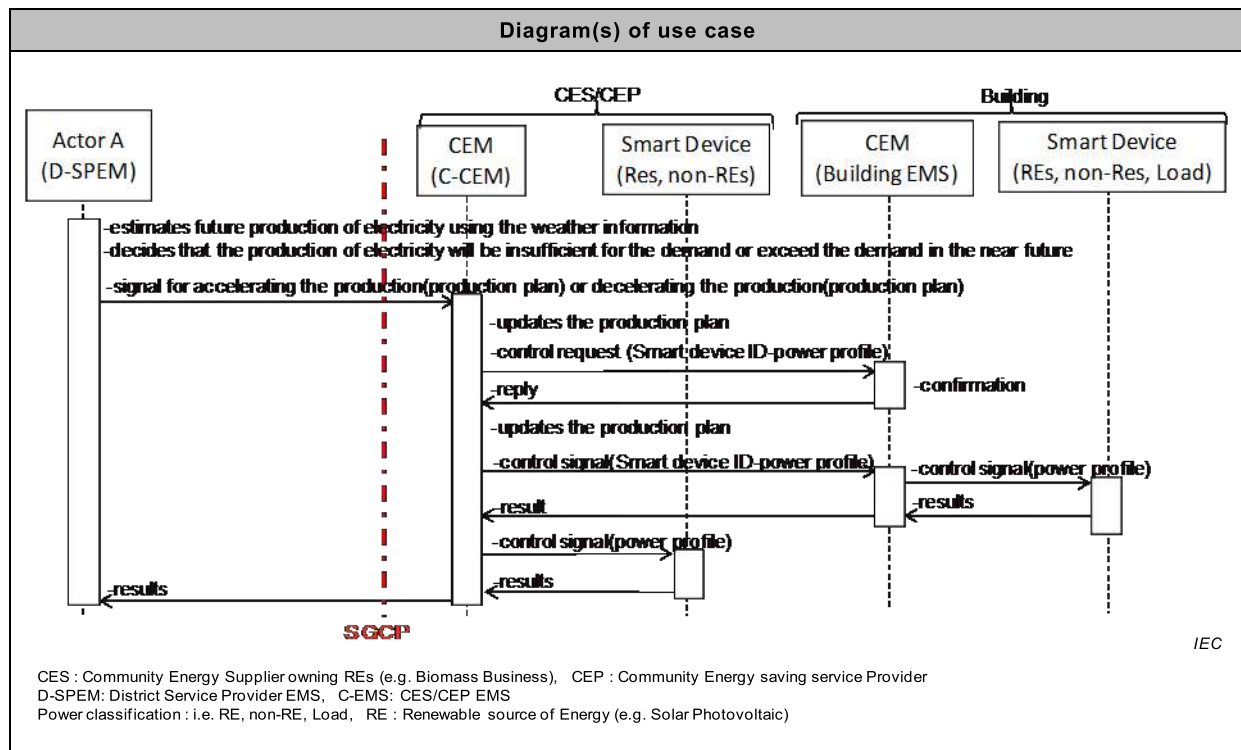 Diagram(s) of use case
CES/CEP
Building
Actor A
(D-SPEM)
CEM
(C-CEM)
Smart Device
(Res, non-REs)
CEM
(Building EMS)
Smart Device
(REs, non-Res, Load)
-estimates future production of electricity using the weather information
-decides that the production of electricity will be insufficient for the demand or exceed the demand in the near future
-signal for accelerating the production(production plan) or decelerating the production(production plan)
-updates the production plan
-control request (Smart device ID-power profile)
-confirmation
-reply
-updates the production plan
-control signal(Smart device ID-power profile)
-control signal(power profile)
-result
-results
-control signal(power profile)
-results
-results
SGCP
IEC
CES : Community Energy Supplier owning REs (e.g. Biomass Business), CEP : Community Energy saving service Provider
D-SPEM: District Service Provider EMS, C-EMS: CES/CEP EMS
Power classification : i.e. RE, non-RE, Load, RE : Renewable source of Energy (e.g. Solar Photovoltaic)